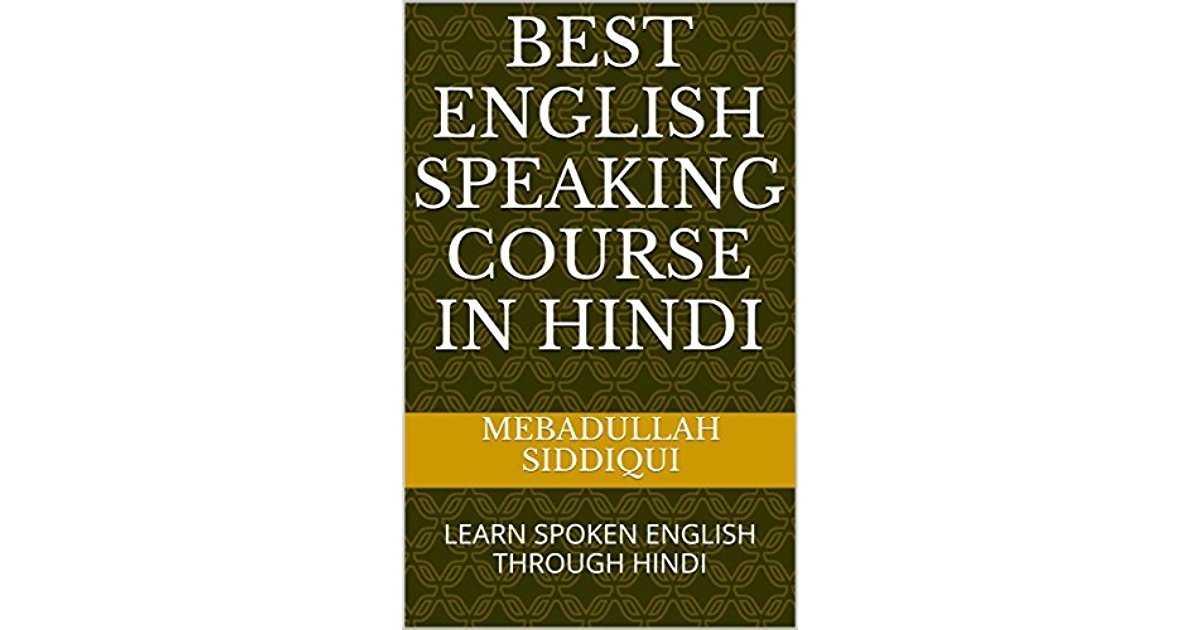 BEST
ENGLISH
SPEAKING
COURSE
IN HINDI
MEBADULLAH
SIDDIQUI
LEARN SPOKEN ENGLISH
THROUGH HINDI